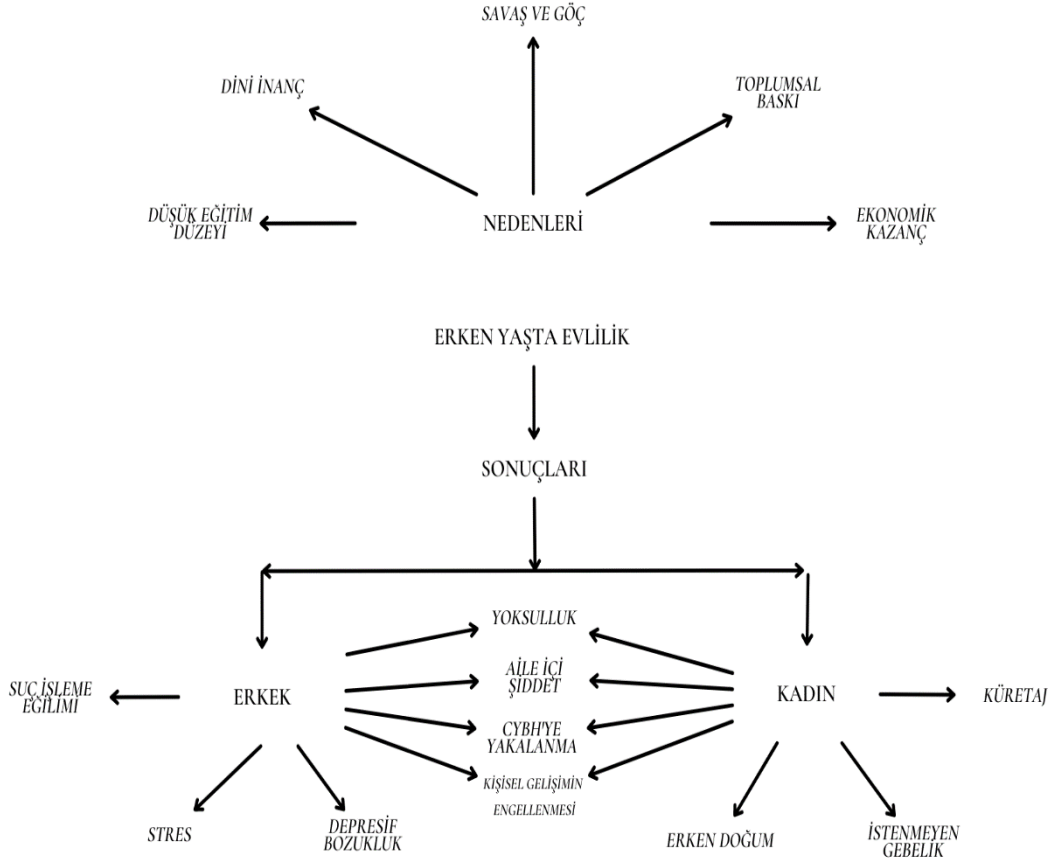 SAVAŞ VE GÖÇ
DİNİ İNANÇ
TOPLUMSAL
BASKI
DÜŞÜK EĞİTİM
DÜZEYİ
NEDENLERİ
EKONOMİK
KAZANÇ
ERKEN YAŞTA EVLİLİK
SONUÇLARI
YOKSULLUK
AİLE İÇİ
ŞİDDET
SUÇ İŞLEME
EĞİLİMİ
ERKEK
KADIN
KÜRETAJ
CYBH'YE
YAKALANMA
KİŞİSEL GELİŞİMİN
ENGELLENMESİ
STRES
DEPRESİF
BOZUKLUK
ERKEN DOĞUM
İSTENMEYEN
GEBELİK